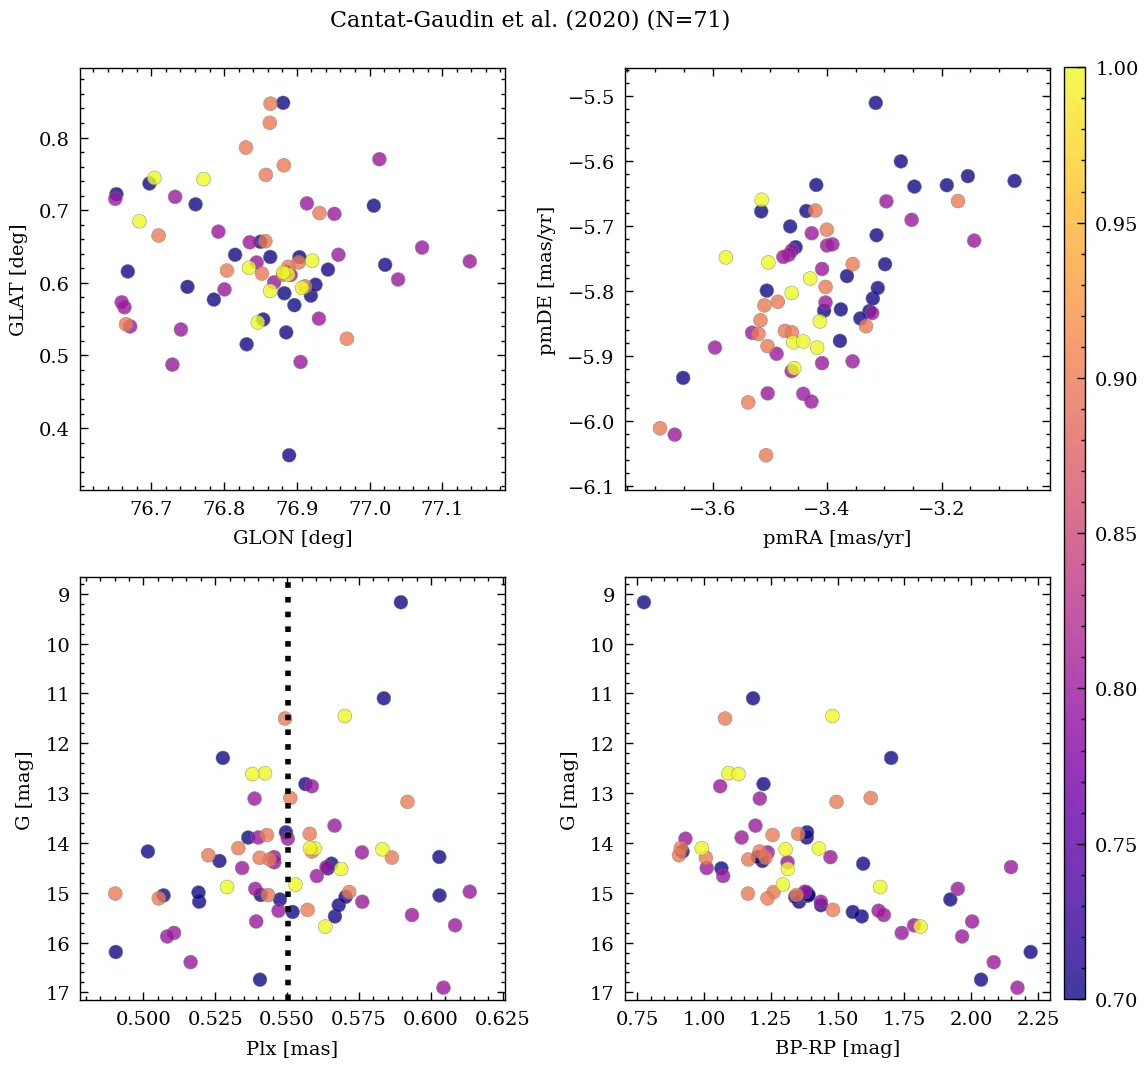 Cantat-Gaudin et al. (2020) (N=71)
0.8
0.7
0.6
0.5
0.4
GLAT [deg]
76.7 76.8 76.9 77.0 77.1
GLON [deg]
−5.5
−5.6
−5.7
−5.8
−5.9
−6.0
−6.1
pmDE [mas/yr]
−3.6 −3.4 −3.2
pmRA [mas/yr]
9
10
11
12
13
14
15
16
17
G [mag]
0.500 0.525 0.550 0.575 0.600 0.625
Plx [mas]
9
10
11
12
13
14
15
16
17
G [mag]
0.75 1.00 1.25 1.50 1.75 2.00 2.25
BP-RP [mag]
1.00
0.95
0.90
0.85
0.80
0.75
0.70